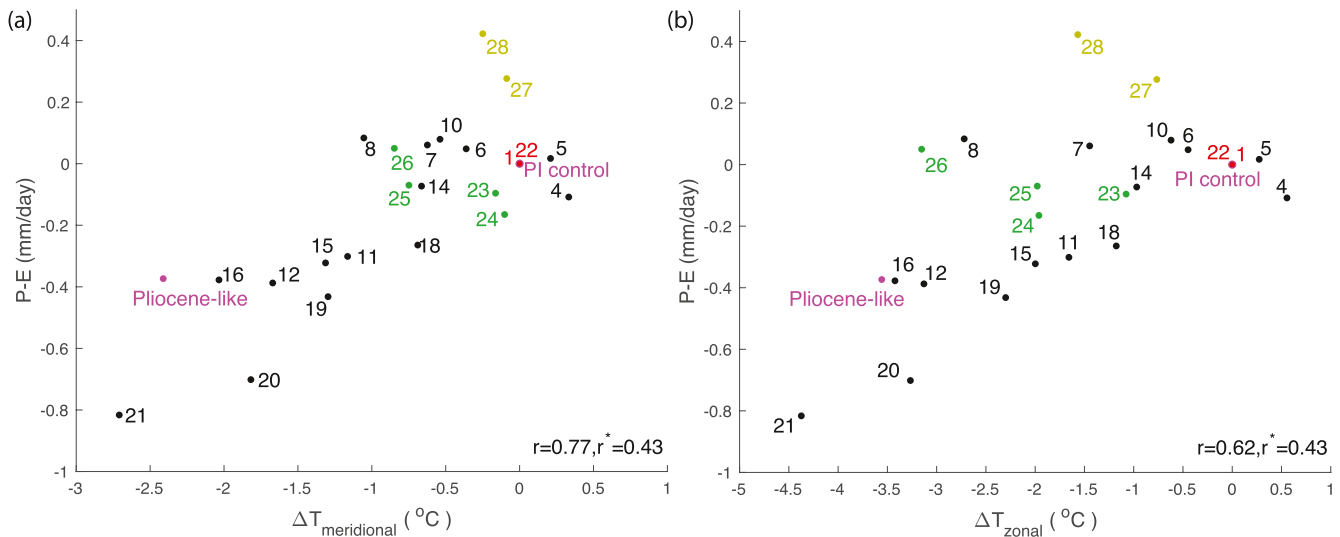 (a)
0.4
0.2
0
-0.2
-0.4
-0.6
-0.8
-1
P-E (mm/day)
-3 -2.5 -2 -1.5 -1 -0.5 0 0.5 1
ΔT meridional ( °C)
28
27
10
8 7 6 1 22 5
26
PI control
25 14 23 4
24
15 11 18
16 12
Pliocene-like
19
20
21
r=0.77,r*=0.43
(b)
0.4
0.2
0
-0.2
-0.4
-0.6
-0.8
-1
P-E (mm/day)
-5 -4.5 -4 -3.5 -3 -2.5 -2 -1.5 -1 -0.5 0 0.5 1
ΔT zonal ( °C)
28
27
10 6
26 8 7 22 1 5
PI control
14
25 23 4
24
15 11 18
16 12
Pliocene-like
19
20
21
r=0.62,r*=0.43